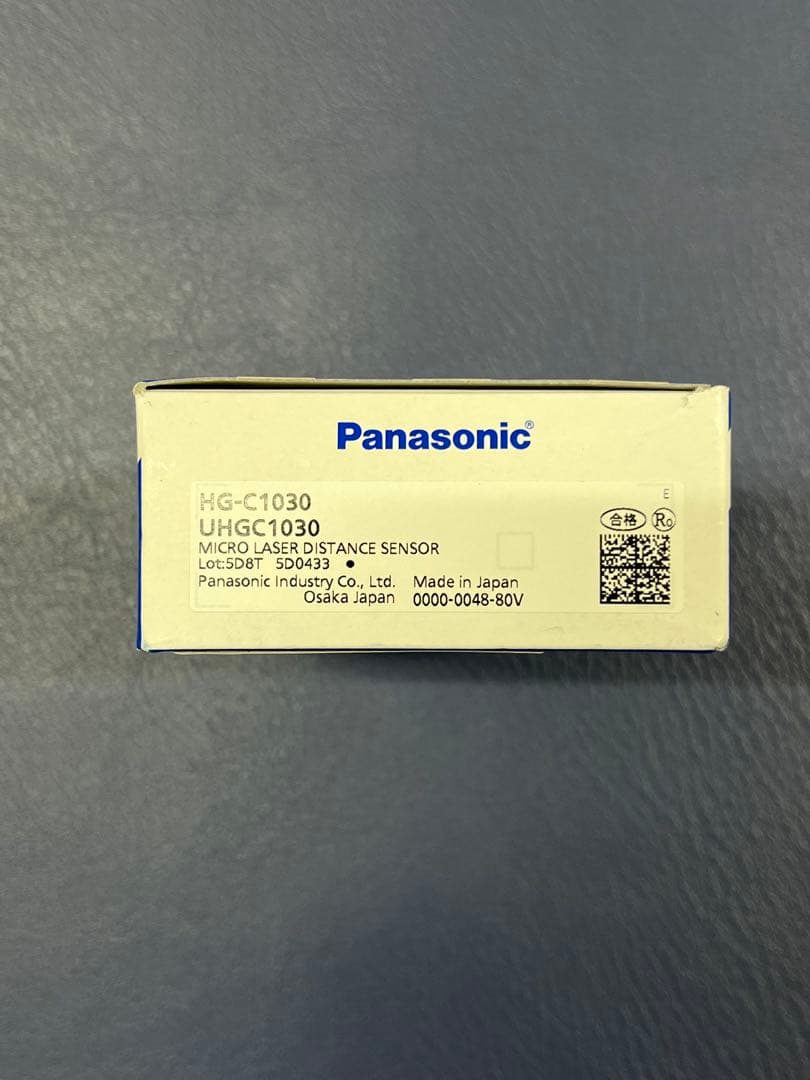 Panasonic®
HG-C1030
UHGC1030
MICRO LASER DISTANCE SENSOR
Lot:5D8T 5D0433 ●
Panasonic Industry Co., Ltd. Made in Japan
Osaka Japan 0000-0048-80V
E
合格 Ro